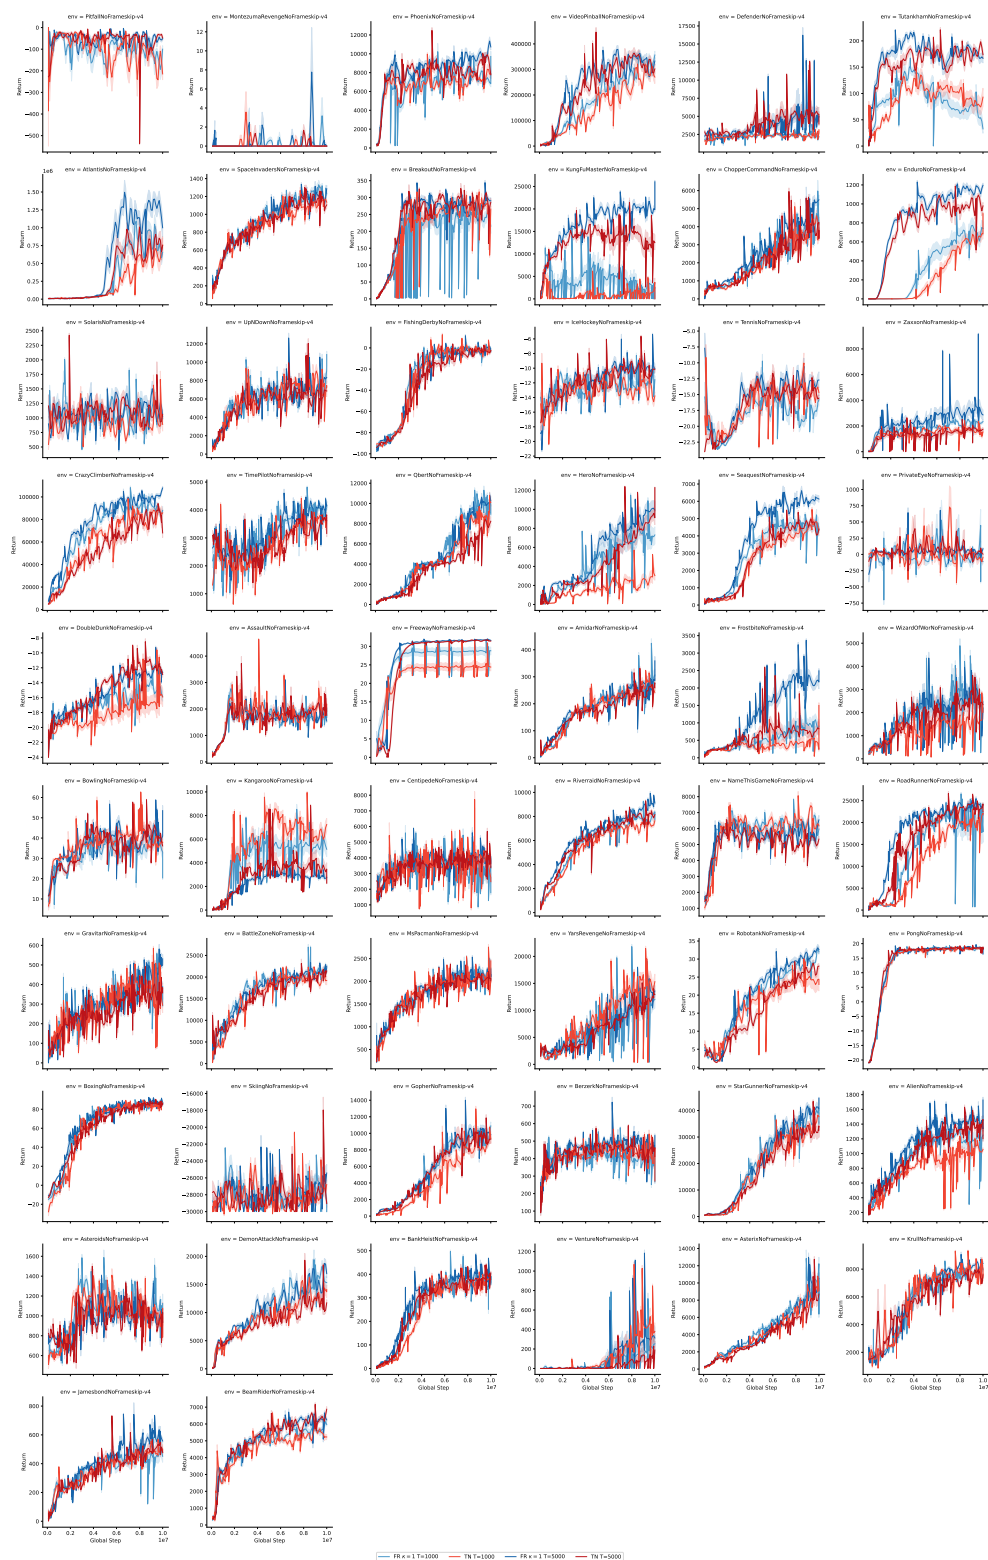 env = PitfallNoFrameskip-v4
env = MontezumaRevengeNoFrameskip-v4
env = PhoenixNoFrameskip-v4
env = VideoPinballNoFrameskip-v4
env = DefenderNoFrameskip-v4
env = TutankhamNoFrameskip-v4
env = AtlantisNoFrameskip-v4
env = SpaceInvadersNoFrameskip-v4
env = BreakoutNoFrameskip-v4
env = KungFuMasterNoFrameskip-v4
env = ChopperCommandNoFrameskip-v4
env = EnduroNoFrameskip-v4
env = SolarisNoFrameskip-v4
env = UpNDownNoFrameskip-v4
env = FishingDerbyNoFrameskip-v4
env = IceHockeyNoFrameskip-v4
env = TennisNoFrameskip-v4
env = ZaxxonNoFrameskip-v4
env = CrazyClimberNoFrameskip-v4
env = TimePilotNoFrameskip-v4
env = QbertNoFrameskip-v4
env = HeroNoFrameskip-v4
env = SeaquestNoFrameskip-v4
env = PrivateEyeNoFrameskip-v4
env = DoubleDunkNoFrameskip-v4
env = AssaultNoFrameskip-v4
env = FreewayNoFrameskip-v4
env = AmidarNoFrameskip-v4
env = FrostbiteNoFrameskip-v4
env = WizardOfWorNoFrameskip-v4
env = BowlingNoFrameskip-v4
env = KangarooNoFrameskip-v4
env = CentipedeNoFrameskip-v4
env = RiverraidNoFrameskip-v4
env = NameThisGameNoFrameskip-v4
env = RoadRunnerNoFrameskip-v4
env = GravitarNoFrameskip-v4
env = BattleZoneNoFrameskip-v4
env = MsPacmanNoFrameskip-v4
env = YarsRevengeNoFrameskip-v4
env = RobotankNoFrameskip-v4
env = PongNoFrameskip-v4
env = BoxingNoFrameskip-v4
env = SkiingNoFrameskip-v4
env = GopherNoFrameskip-v4
env = BerzerkNoFrameskip-v4
env = StarGunnerNoFrameskip-v4
env = AlienNoFrameskip-v4
env = AsteroidsNoFrameskip-v4
env = DemonAttackNoFrameskip-v4
env = BankHeistNoFrameskip-v4
env = VentureNoFrameskip-v4
env = AsterixNoFrameskip-v4
env = KrullNoFrameskip-v4
env = JamesbondNoFrameskip-v4
env = BeamRiderNoFrameskip-v4
Return
Global Step
1e7
FR κ = 1 T=1000
TN T=1000
FR κ = 1 T=5000
TN T=5000